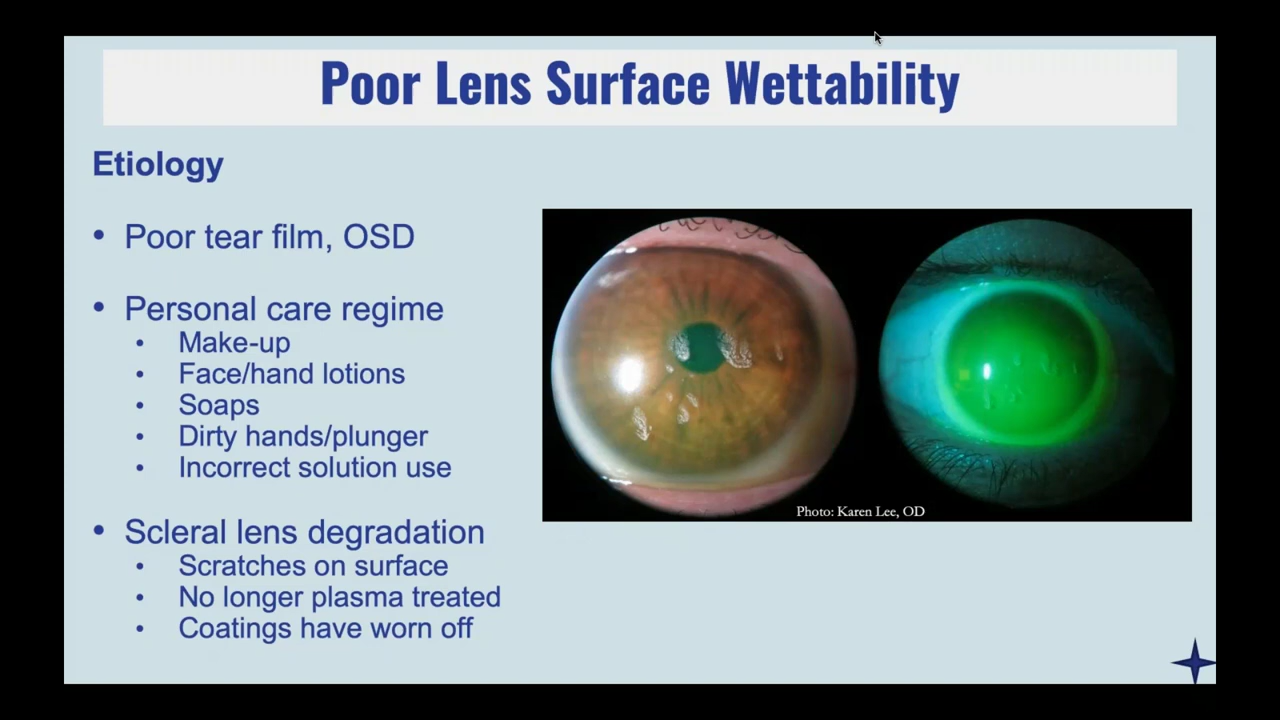 Poor Lens Surface Wettability
Etiology
• Poor tear film, OSD
• Personal care regime
• Make-up
• Face/hand lotions
• Soaps
• Dirty hands/plunger
• Incorrect solution use
• Scleral lens degradation
• Scratches on surface
• No longer plasma treated
• Coatings have worn off
Photo: Karen Lee, OD